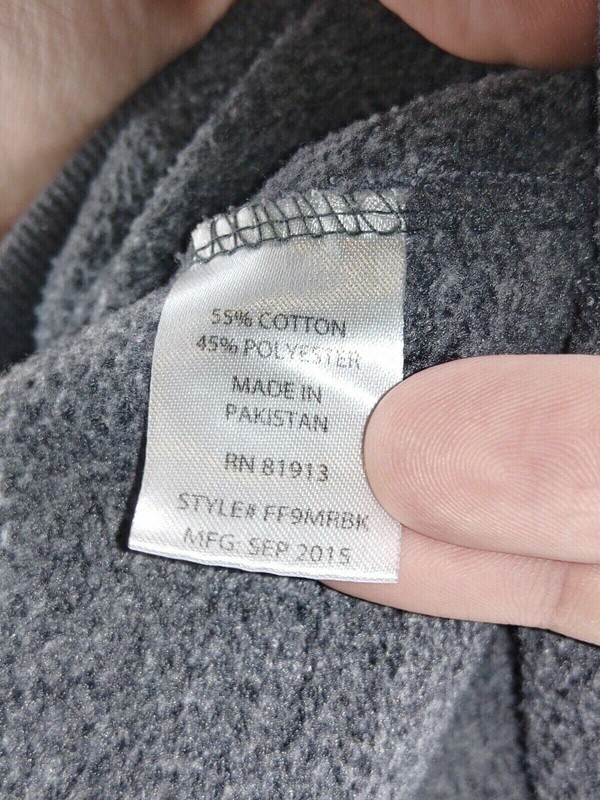 55% COTTON
45% POLYESTER
MADE IN
PAKISTAN
RN 81913
STYLE# FF9MRBK
MFG: SEP 2015